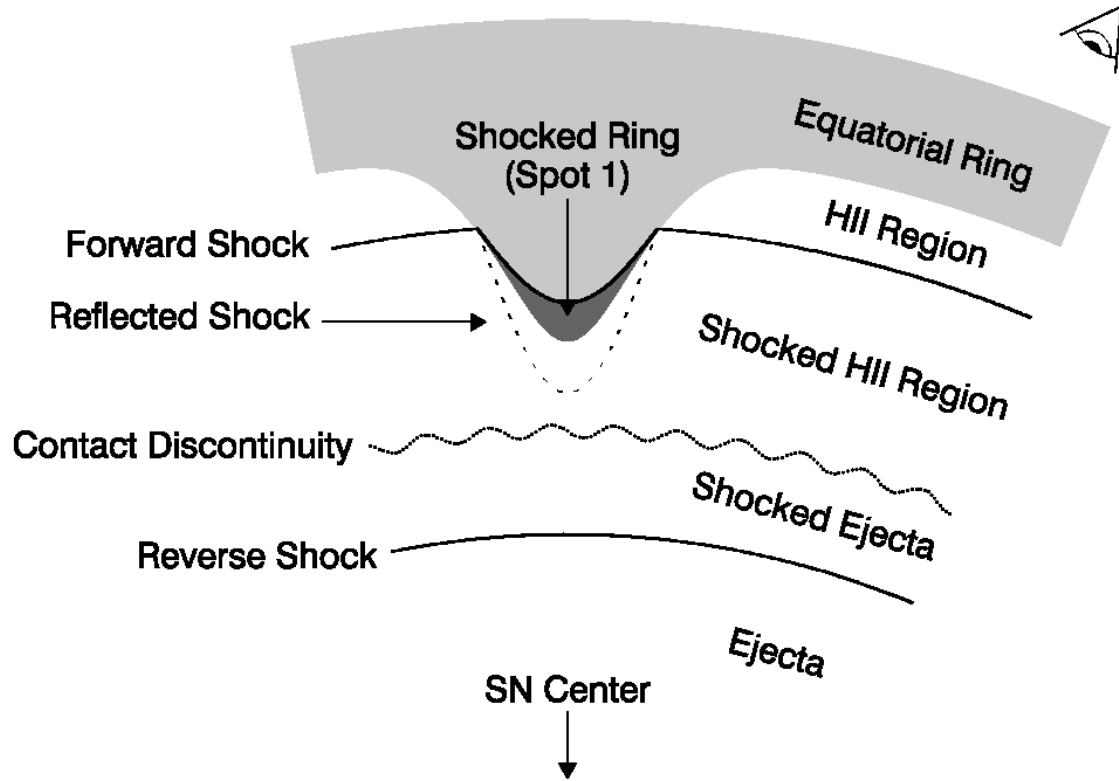 Equatorial Ring
Shocked Ring
(Spot 1)
HII Region
Forward Shock
Reflected Shock
Shocked HII Region
Contact Discontinuity
Shocked Ejecta
Reverse Shock
Ejecta
SN Center